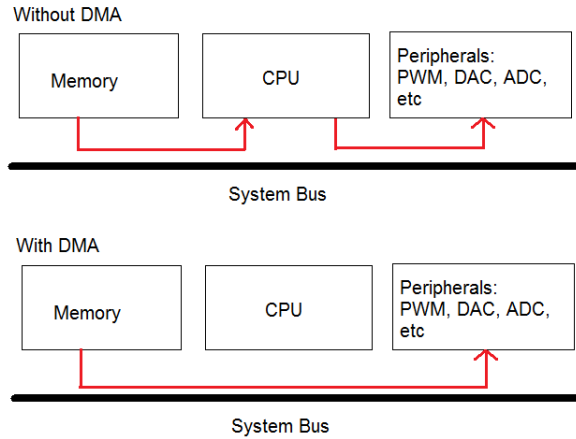 Without DMA
Memory
CPU
Peripherals:
PWM, DAC, ADC,
etc
System Bus
With DMA
Memory
CPU
Peripherals:
PWM, DAC, ADC,
etc
System Bus